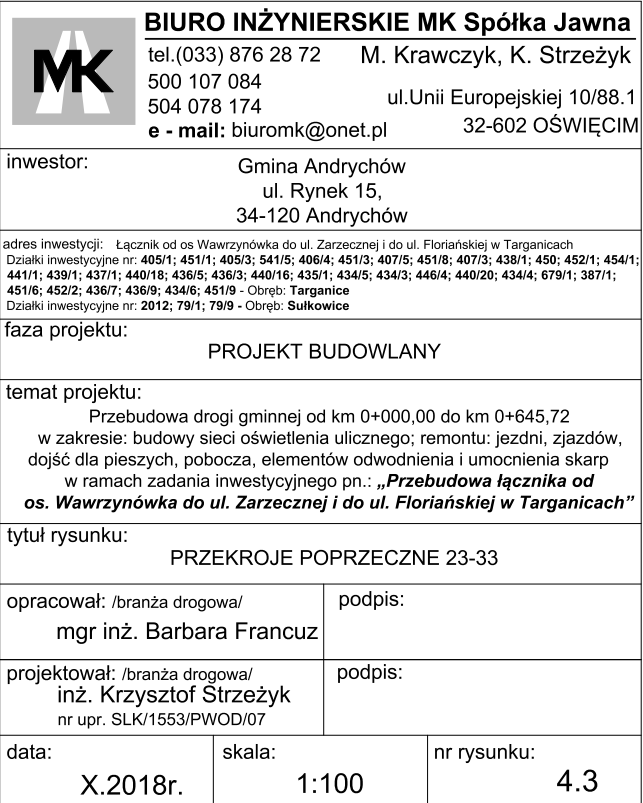 MK
BIURO INŻYNIERSKIE MK Spółka Jawna
tel.(033) 876 28 72
M. Krawczyk, K. Strzeżyk
500 107 084
504 078 174
ul.Unii Europejskiej 10/88.1
e - mail: biuromk@onet.pl
32-602 OŚWIĘCIM
inwestor:
Gmina Andrychów
ul. Rynek 15,
34-120 Andrychów
adres inwestycji: Łącznik od os Wawrzynówka do ul. Zarzecznej i do ul. Floriańskiej w Targanicach
Działki inwestycyjne nr: 405/1; 451/1; 405/3; 541/5; 406/4; 451/3; 407/5; 451/8; 407/3; 438/1; 450; 452/1; 454/1;
441/1; 439/1; 437/1; 440/18; 436/5; 436/3; 440/16; 435/1; 434/5; 434/3; 446/4; 440/20; 434/4; 679/1; 387/1;
451/6; 452/2; 436/7; 436/9; 434/6; 451/9 - Obręb: Targanice
Działki inwestycyjne nr: 2012; 79/1; 79/9 - Obręb: Sułkowice
faza projektu:
PROJEKT BUDOWLANY
temat projektu:
Przebudowa drogi gminnej od km 0+000,00 do km 0+645,72
w zakresie: budowy sieci oświetlenia ulicznego; remontu: jezdni, zjazdów,
dojść dla pieszych, pobocza, elementów odwodnienia i umocnienia skarp
w ramach zadania inwestycyjnego pn.: „Przebudowa łącznika od
os. Wawrzynówka do ul. Zarzecznej i do ul. Floriańskiej w Targanicach”
tytuł rysunku:
PRZEKROJE POPRZECZNE 23-33
opracował: /branża drogowa/
podpis:
mgr inż. Barbara Francuz
projektował: /branża drogowa/
podpis:
inż. Krzysztof Strzeżyk
nr upr. SLK/1553/PWOD/07
data:
skala:
nr rysunku:
X.2018r.
1:100
4.3